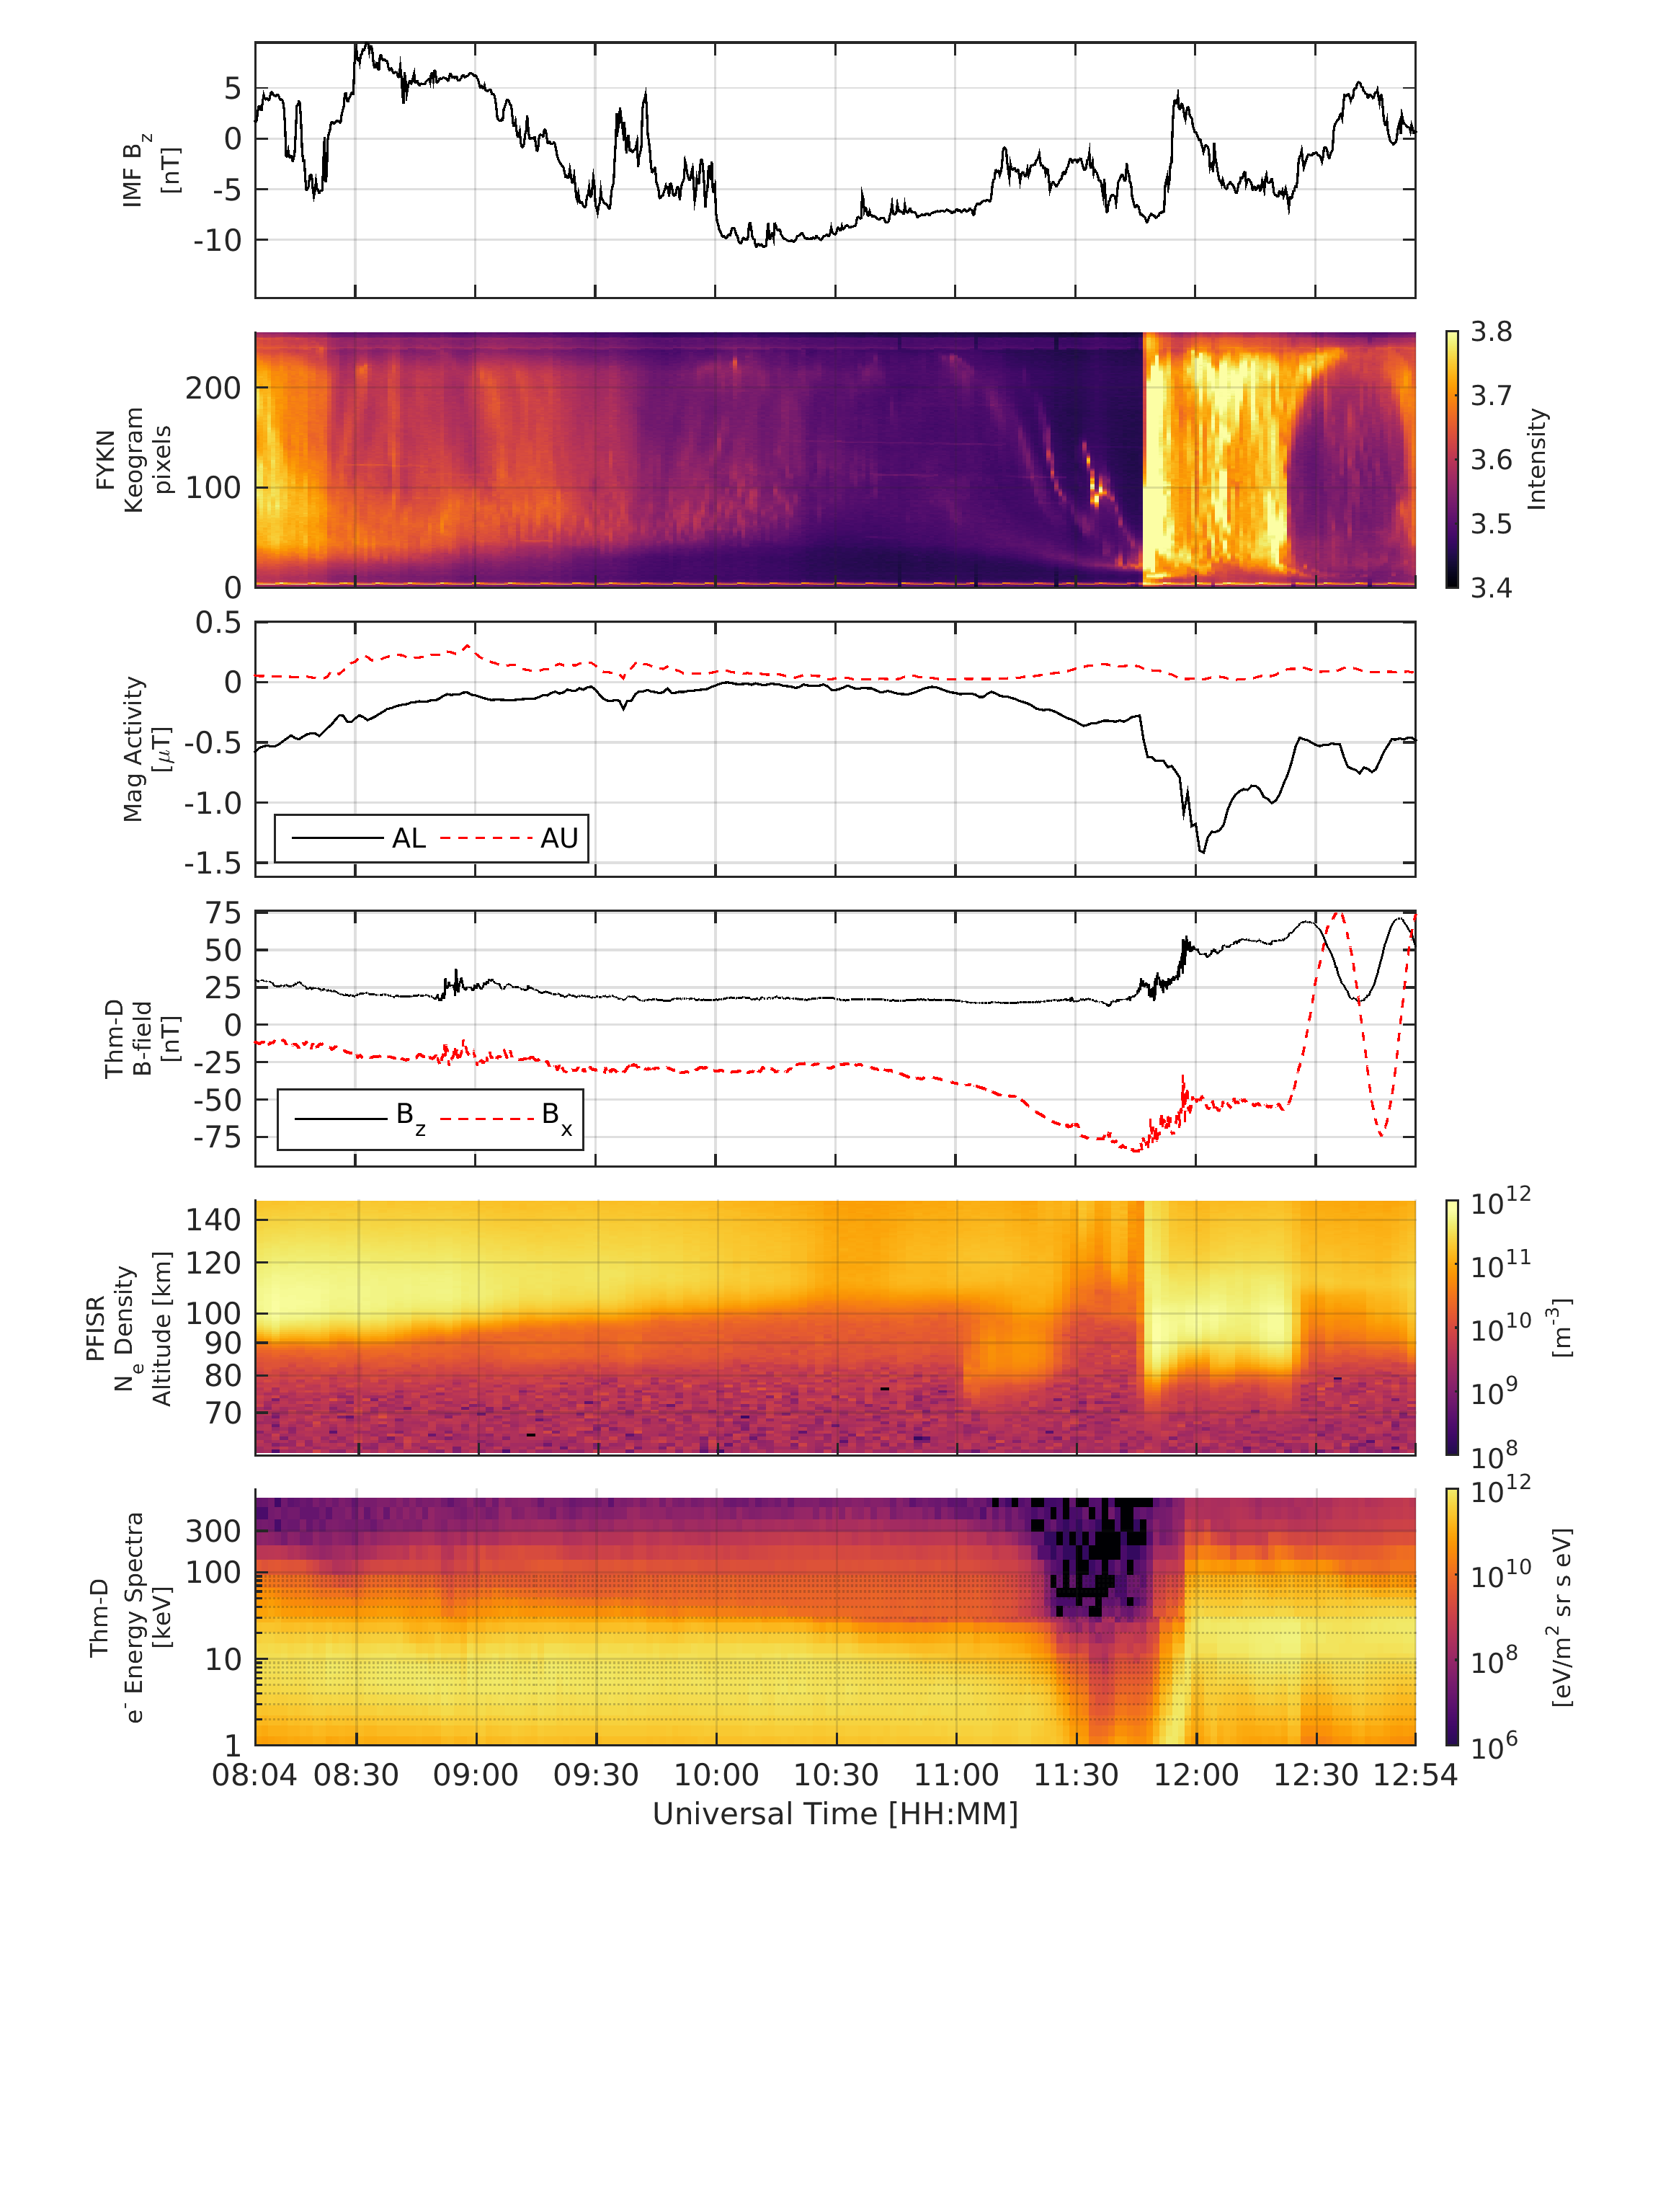 5
0
-5
-10
IMF Bz
[nT]
200
100
0
FYKN
Keogram
pixels
3.8
3.7
3.6
3.5
3.4
Intensity
0.5
0
-0.5
-1.0
-1.5
Mag Activity
[μT]
AL AU
75
50
25
0
-25
-50
-75
Thm-D
B-field
[nT]
Bz Bx
140
120
100
90
80
70
PFISR
Ne Density
Altitude [km]
10^12
10^11
10^10
10^9
10^8
[m^-3]
300
100
10
1
Thm-D
e^- Energy Spectra
[keV]
10^12
10^10
10^8
10^6
[eV/m^2 sr s eV]
08:04 08:30 09:00 09:30 10:00 10:30 11:00 11:30 12:00 12:30 12:54
Universal Time [HH:MM]